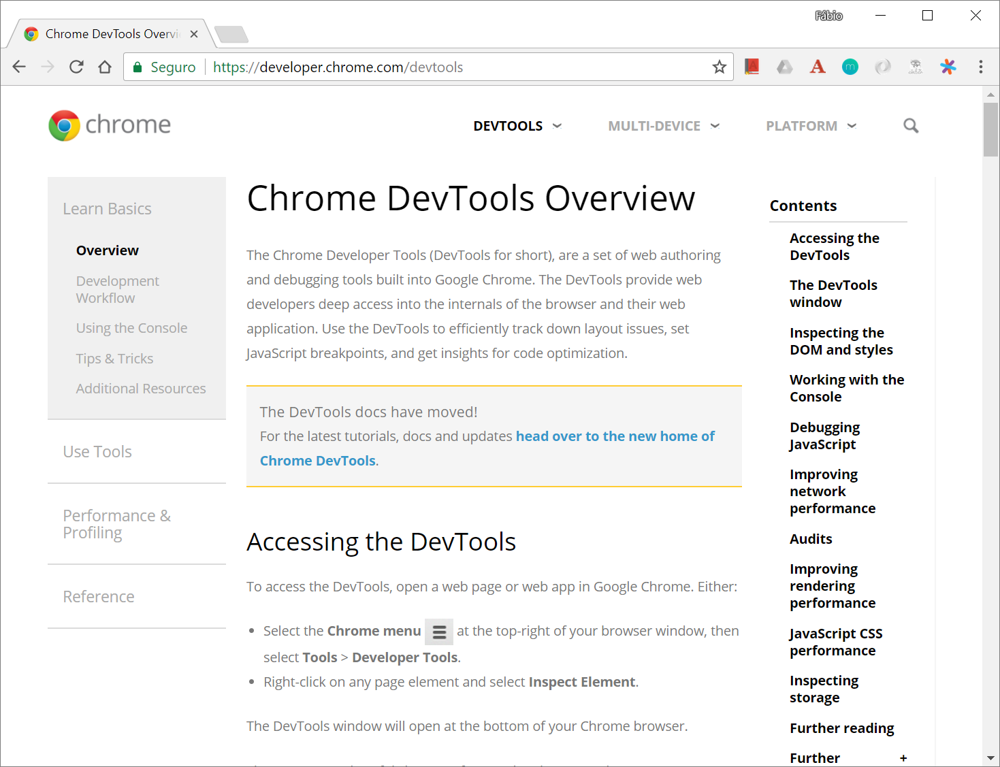 Fábio
Chrome DevTools Overvi
Seguro
https://developer.chrome.com/devtools
chrome
DEVTOOLS
MULTI-DEVICE
PLATFORM
Learn Basics
Overview
Development
Workflow
Using the Console
Tips & Tricks
Additional Resources
Use Tools
Performance &
Profiling
Reference
Chrome DevTools Overview
The Chrome Developer Tools (DevTools for short), are a set of web authoring
and debugging tools built into Google Chrome. The DevTools provide web
developers deep access into the internals of the browser and their web
application. Use the DevTools to efficiently track down layout issues, set
JavaScript breakpoints, and get insights for code optimization.
The DevTools docs have moved!
For the latest tutorials, docs and updates head over to the new home of
Chrome DevTools.
Accessing the DevTools
To access the DevTools, open a web page or web app in Google Chrome. Either:
• Select the Chrome menu at the top-right of your browser window, then
select Tools > Developer Tools.
• Right-click on any page element and select Inspect Element.
The DevTools window will open at the bottom of your Chrome browser.
Contents
Accessing the
DevTools
The DevTools
window
Inspecting the
DOM and styles
Working with the
Console
Debugging
JavaScript
Improving
network
performance
Audits
Improving
rendering
performance
JavaScript CSS
performance
Inspecting
storage
Further reading
Further +